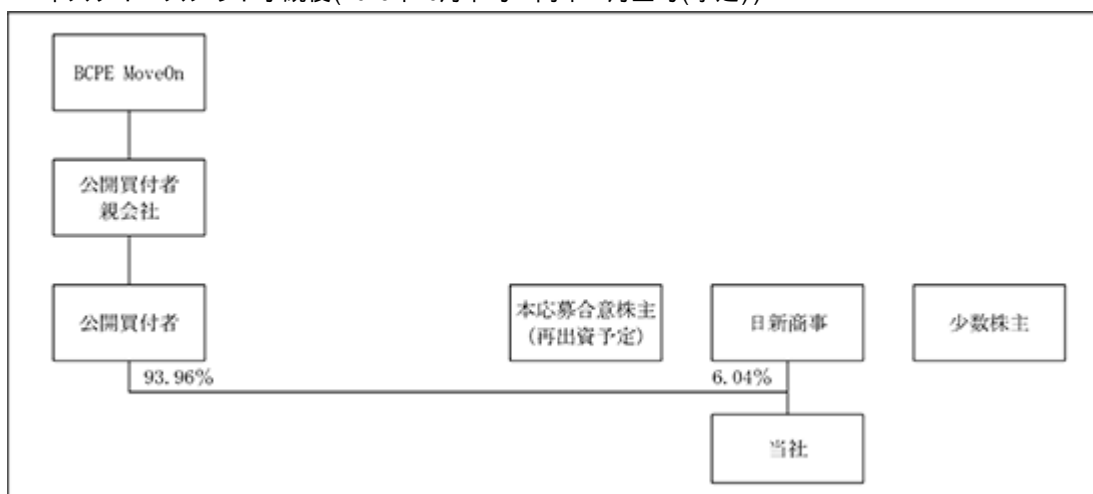 BCPE MoveOn
公開買付者
親会社
公開買付者
本応募合意株主
(再出資予定)
日新商事
少数株主
93.96%
6.04%
当社